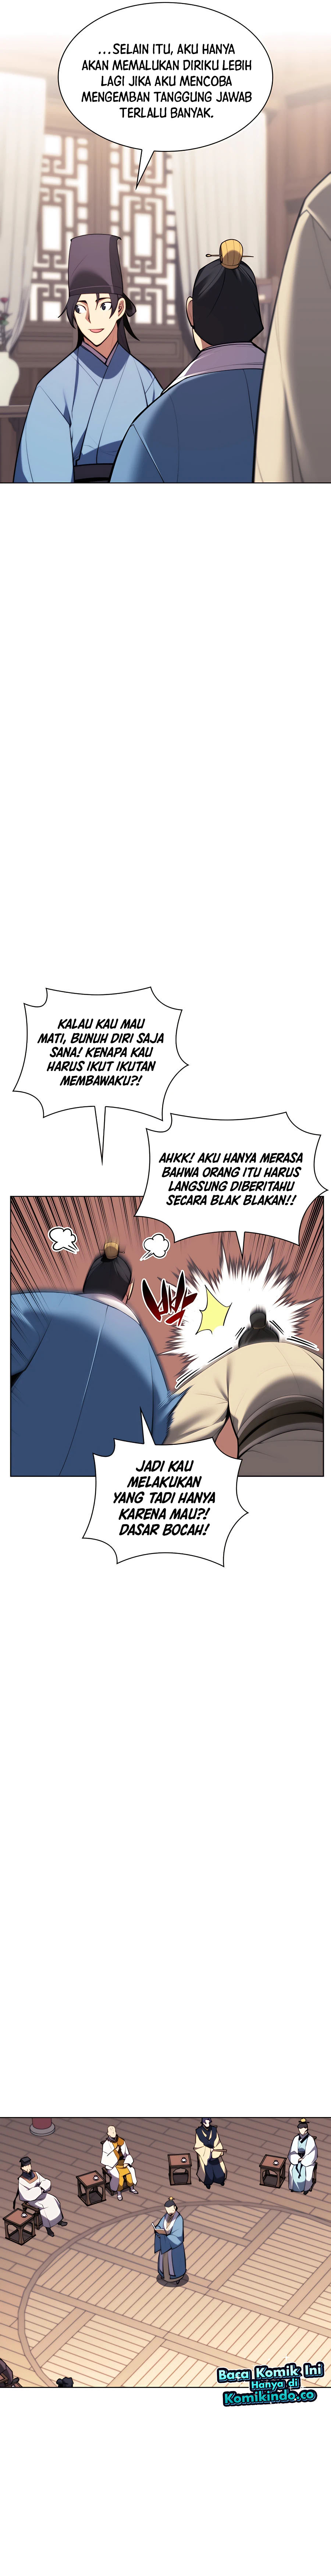 ...SELAIN ITU, AKU HANYA
AKAN MEMALUKAN DIRIKU LEBIH
LAGI JIKA AKU MENCOBA
MENGEMBAN TANGGUNG JAWAB
TERLALU BANYAK.
KALAU KAU MAU
MATI, BUNUH DIRI SAJA
SANA! KENAPA KAU
HARUS IKUT IKUTAN
MEMBAWAKU?!
AHKK! AKU HANYA MERASA
BAHWA ORANG ITU HARUS
LANGSUNG DIBERITAHU
SECARA BLAK BLAKAN!!
JADI KAU
MELAKUKAN
YANG TADI HANYA
KARENA MAU?!
DASAR BOCAH!
Baca Komik Ini
Hanya di
Komikindo.co